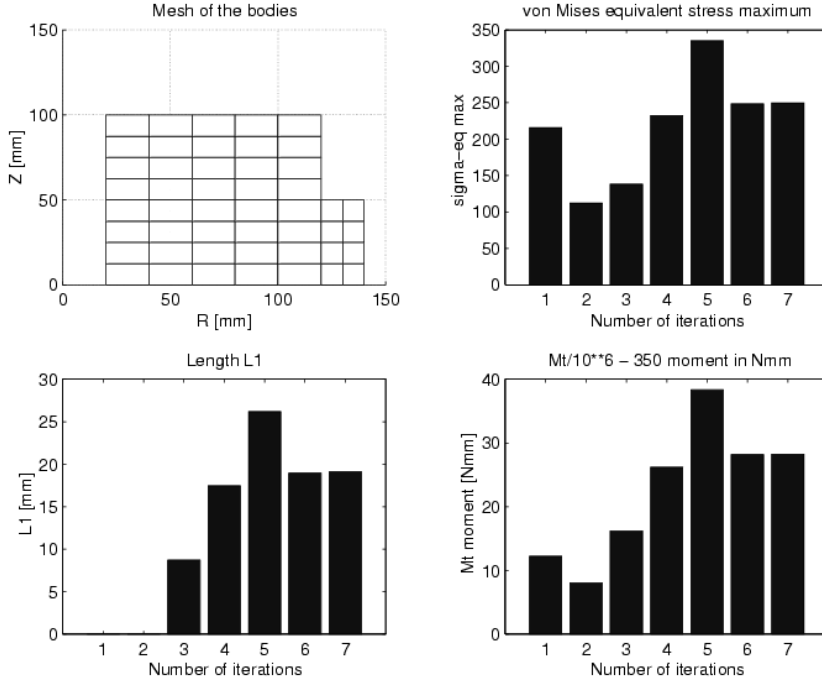 Mesh of the bodies
150
100
50
0
Z [mm]
0 50 100 150
R [mm]
von Mises equivalent stress maximum
350
300
250
200
150
100
50
0
sigma-eq max
1 2 3 4 5 6 7
Number of iterations
Length L1
30
25
20
15
10
5
0
L1 [mm]
1 2 3 4 5 6 7
Number of iterations
Mt/10**6 - 350 moment in Nmm
40
30
20
10
0
Mt moment [Nmm]
1 2 3 4 5 6 7
Number of iterations